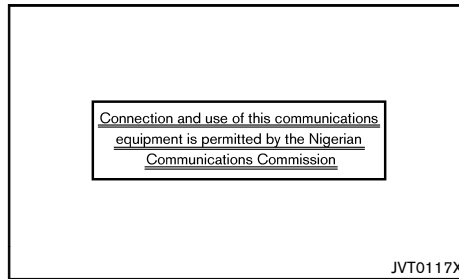 Connection and use of this communications
equipment is permitted by the Nigerian
Communications Commission
JVT0117X